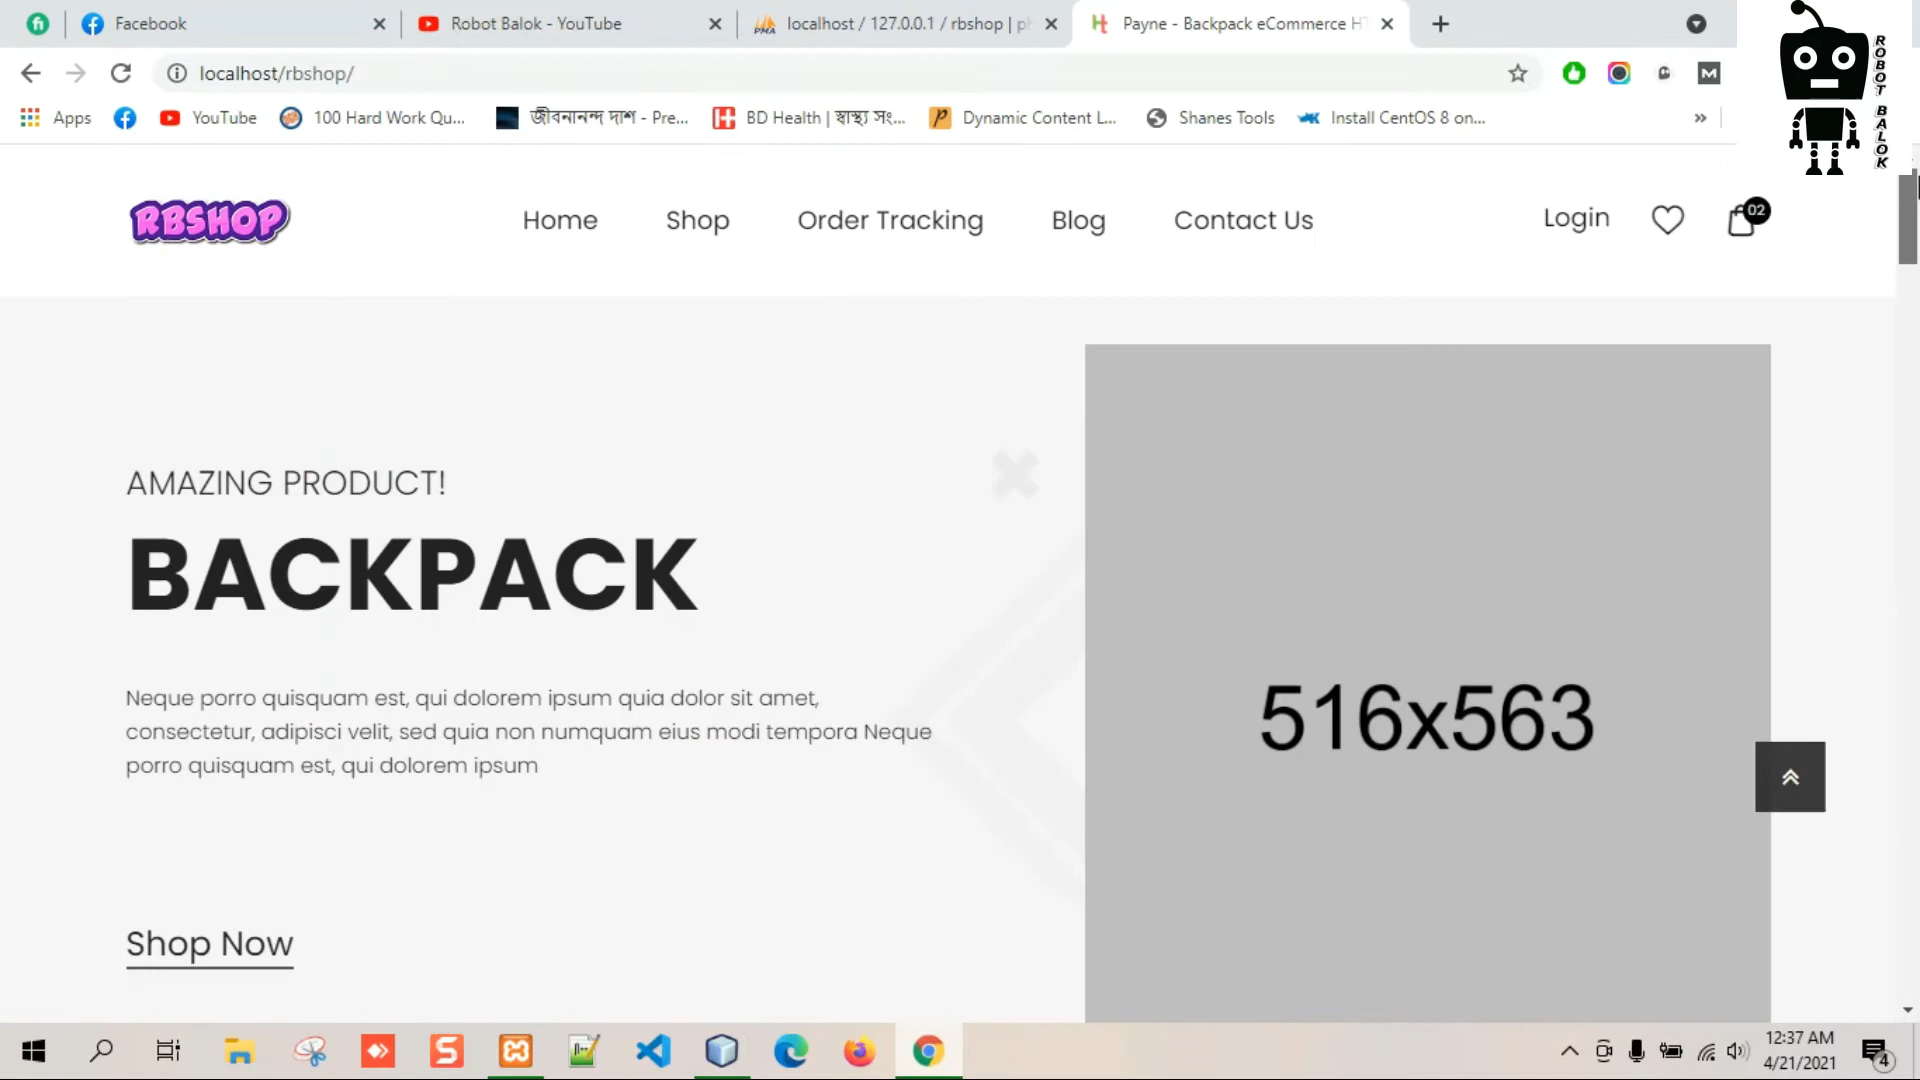 Facebook
Robot Balok - YouTube
localhost / 127.0.0.1 / rbshop | ph
Payne - Backpack eCommerce HT
localhost/rbshop/
Apps
YouTube
100 Hard Work Qu...
জীবনানন্দ দাশ - Pre...
BD Health | স্বাস্থ্য সং...
Dynamic Content L...
Shanes Tools
Install CentOS 8 on...
ROBOT BALOK
RBSHOP
Home
Shop
Order Tracking
Blog
Contact Us
Login
02
AMAZING PRODUCT!
BACKPACK
Neque porro quisquam est, qui dolorem ipsum quia dolor sit amet,
consectetur, adipisci velit, sed quia non numquam eius modi tempora Neque
porro quisquam est, qui dolorem ipsum
Shop Now
516x563
12:37 AM
4/21/2021
4